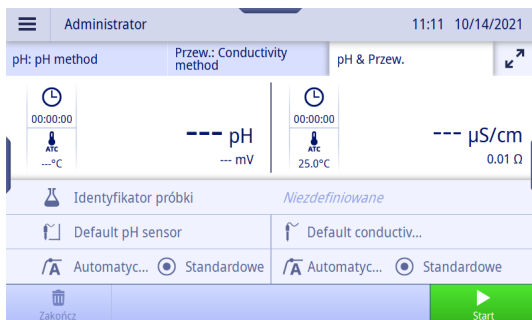 Administrator 11:11 10/14/2021
pH: pH method
Przew.: Conductivity method
pH & Przew.
00:00:00
ATC
---°C
--- pH
--- mV
00:00:00
ATC
25.0°C
--- µS/cm
0.01 Ω
Identyfikator próbki Niezdefiniowane
Default pH sensor Default conductiv...
Automatyc... Standardowe Automatyc... Standardowe
Zakończ Start